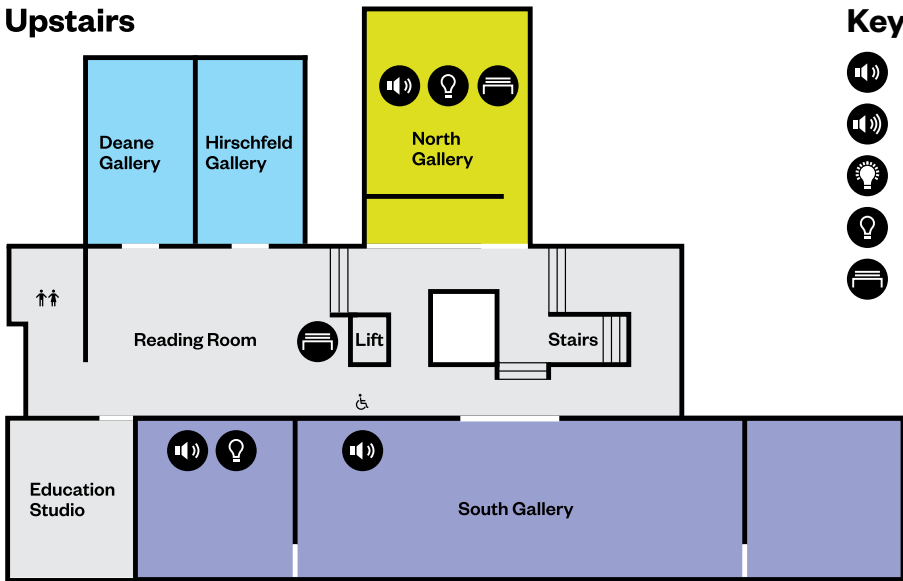 Upstairs
Key
Deane
Gallery
Hirschfeld
Gallery
North
Gallery
Reading Room
Lift
Stairs
Education
Studio
South Gallery